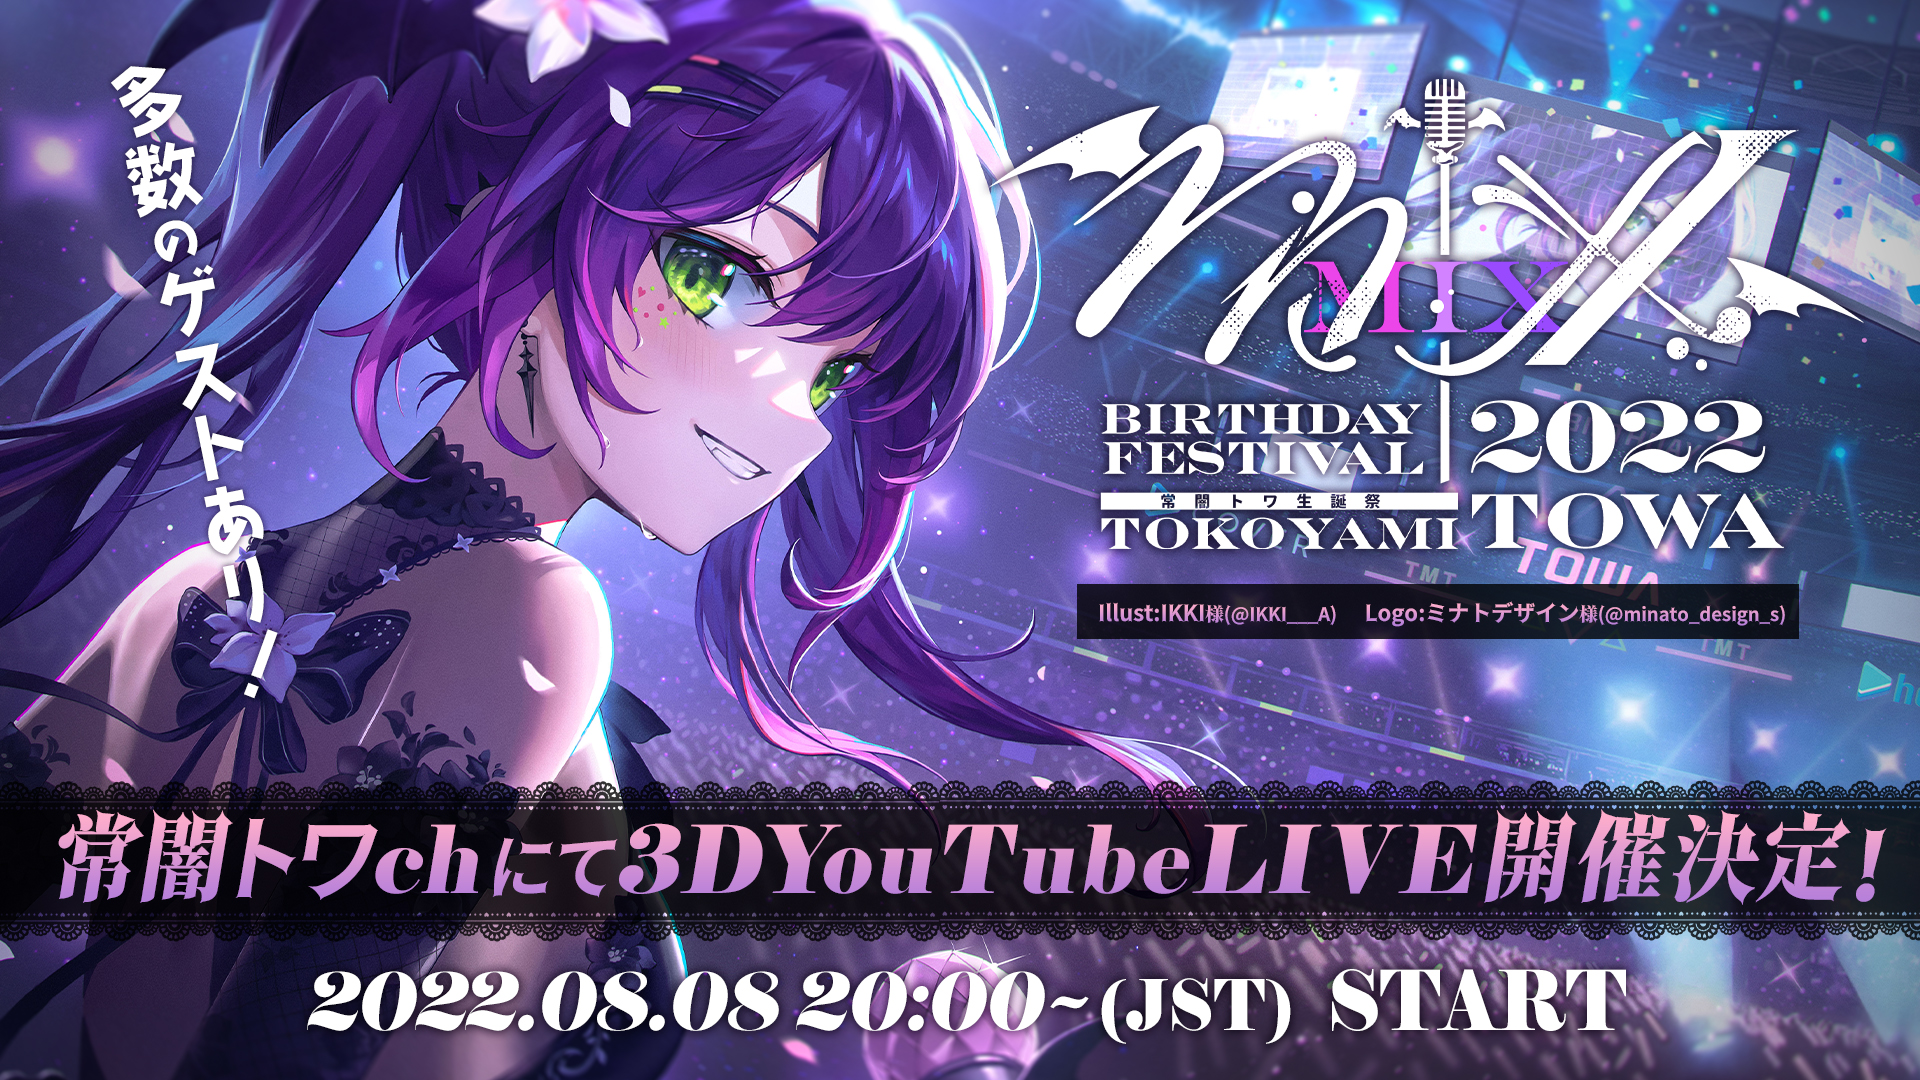 多数のゲストあり!
MIX
BIRTHDAY
FESTIVAL
2022
常闇トワ生誕祭
TOKOYAMI TOWA
TOWA
TMT
TMT
Illust:IKKI様(@IKKI___A) Logo:ミナトデザイン様(@minato_design_s)
常闇トワchにて3DYouTubeLIVE開催決定!
2022.08.08 20:00~(JST) START